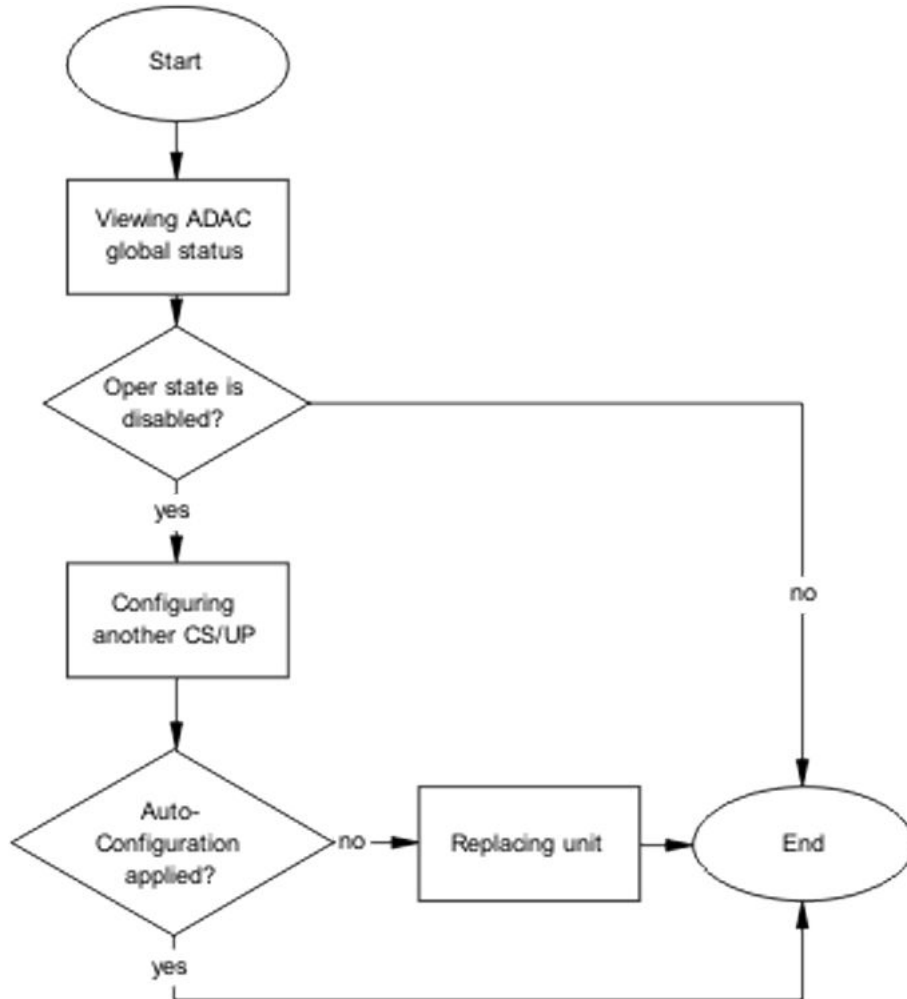 Start
Viewing ADAC
global status
Oper state is
disabled?
yes
no
Configuring
another CS/UP
Auto-
Configuration
applied?
no
Replacing unit
End
yes